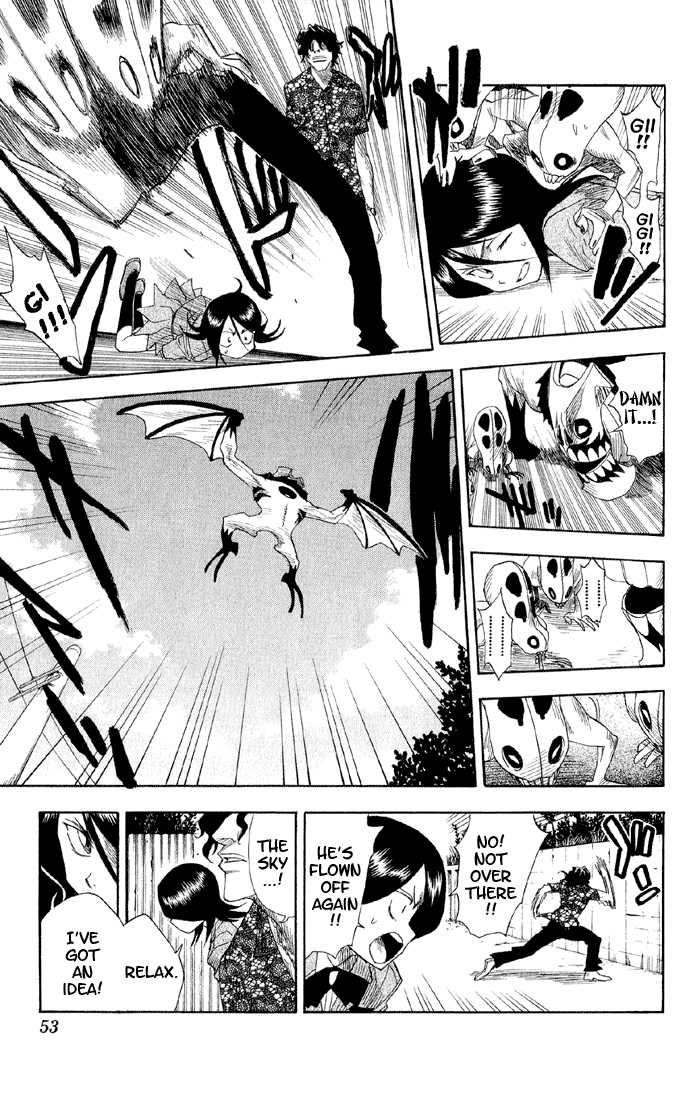 GII
!!
GI
GI!!
GI
!!!
DAMN
IT...!
........
........
NO!
NOT
OVER
THERE
!!
HE'S
FLOWN
OFF
AGAIN
!!
THE
SKY
...!
RELAX.
I'VE
GOT
AN
IDEA!
53